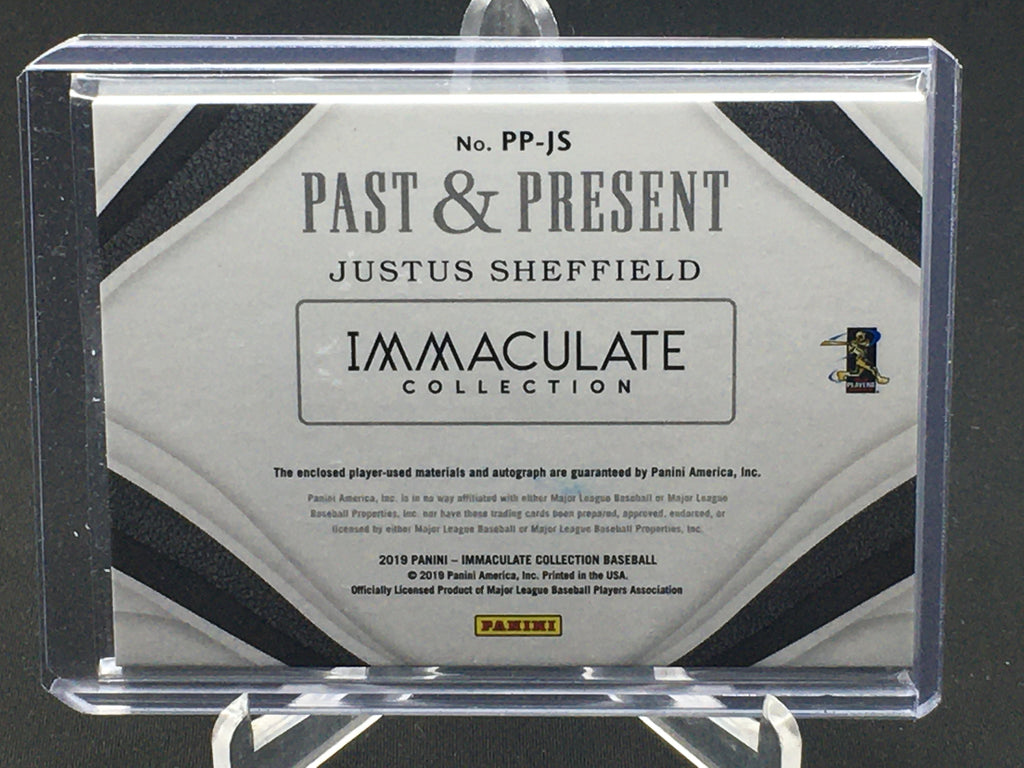 No. PP-JS
PAST & PRESENT
JUSTUS SHEFFIELD
IMMACULATE
COLLECTION
PLAYERS
The enclosed player-used materials and autograph are guaranteed by Panini America, Inc.
Panini America, Inc. is in no way affiliated with either Major League Baseball or Major League
Baseball Properties, Inc. nor have these trading cards been prepared, approved, endorsed, or
licensed by either Major League Baseball or Major League Baseball Properties, Inc.
2019 PANINI – IMMACULATE COLLECTION BASEBALL
© 2019 Panini America, Inc. Printed in the USA.
Officially Licensed Product of Major League Baseball Players Association
PANINI